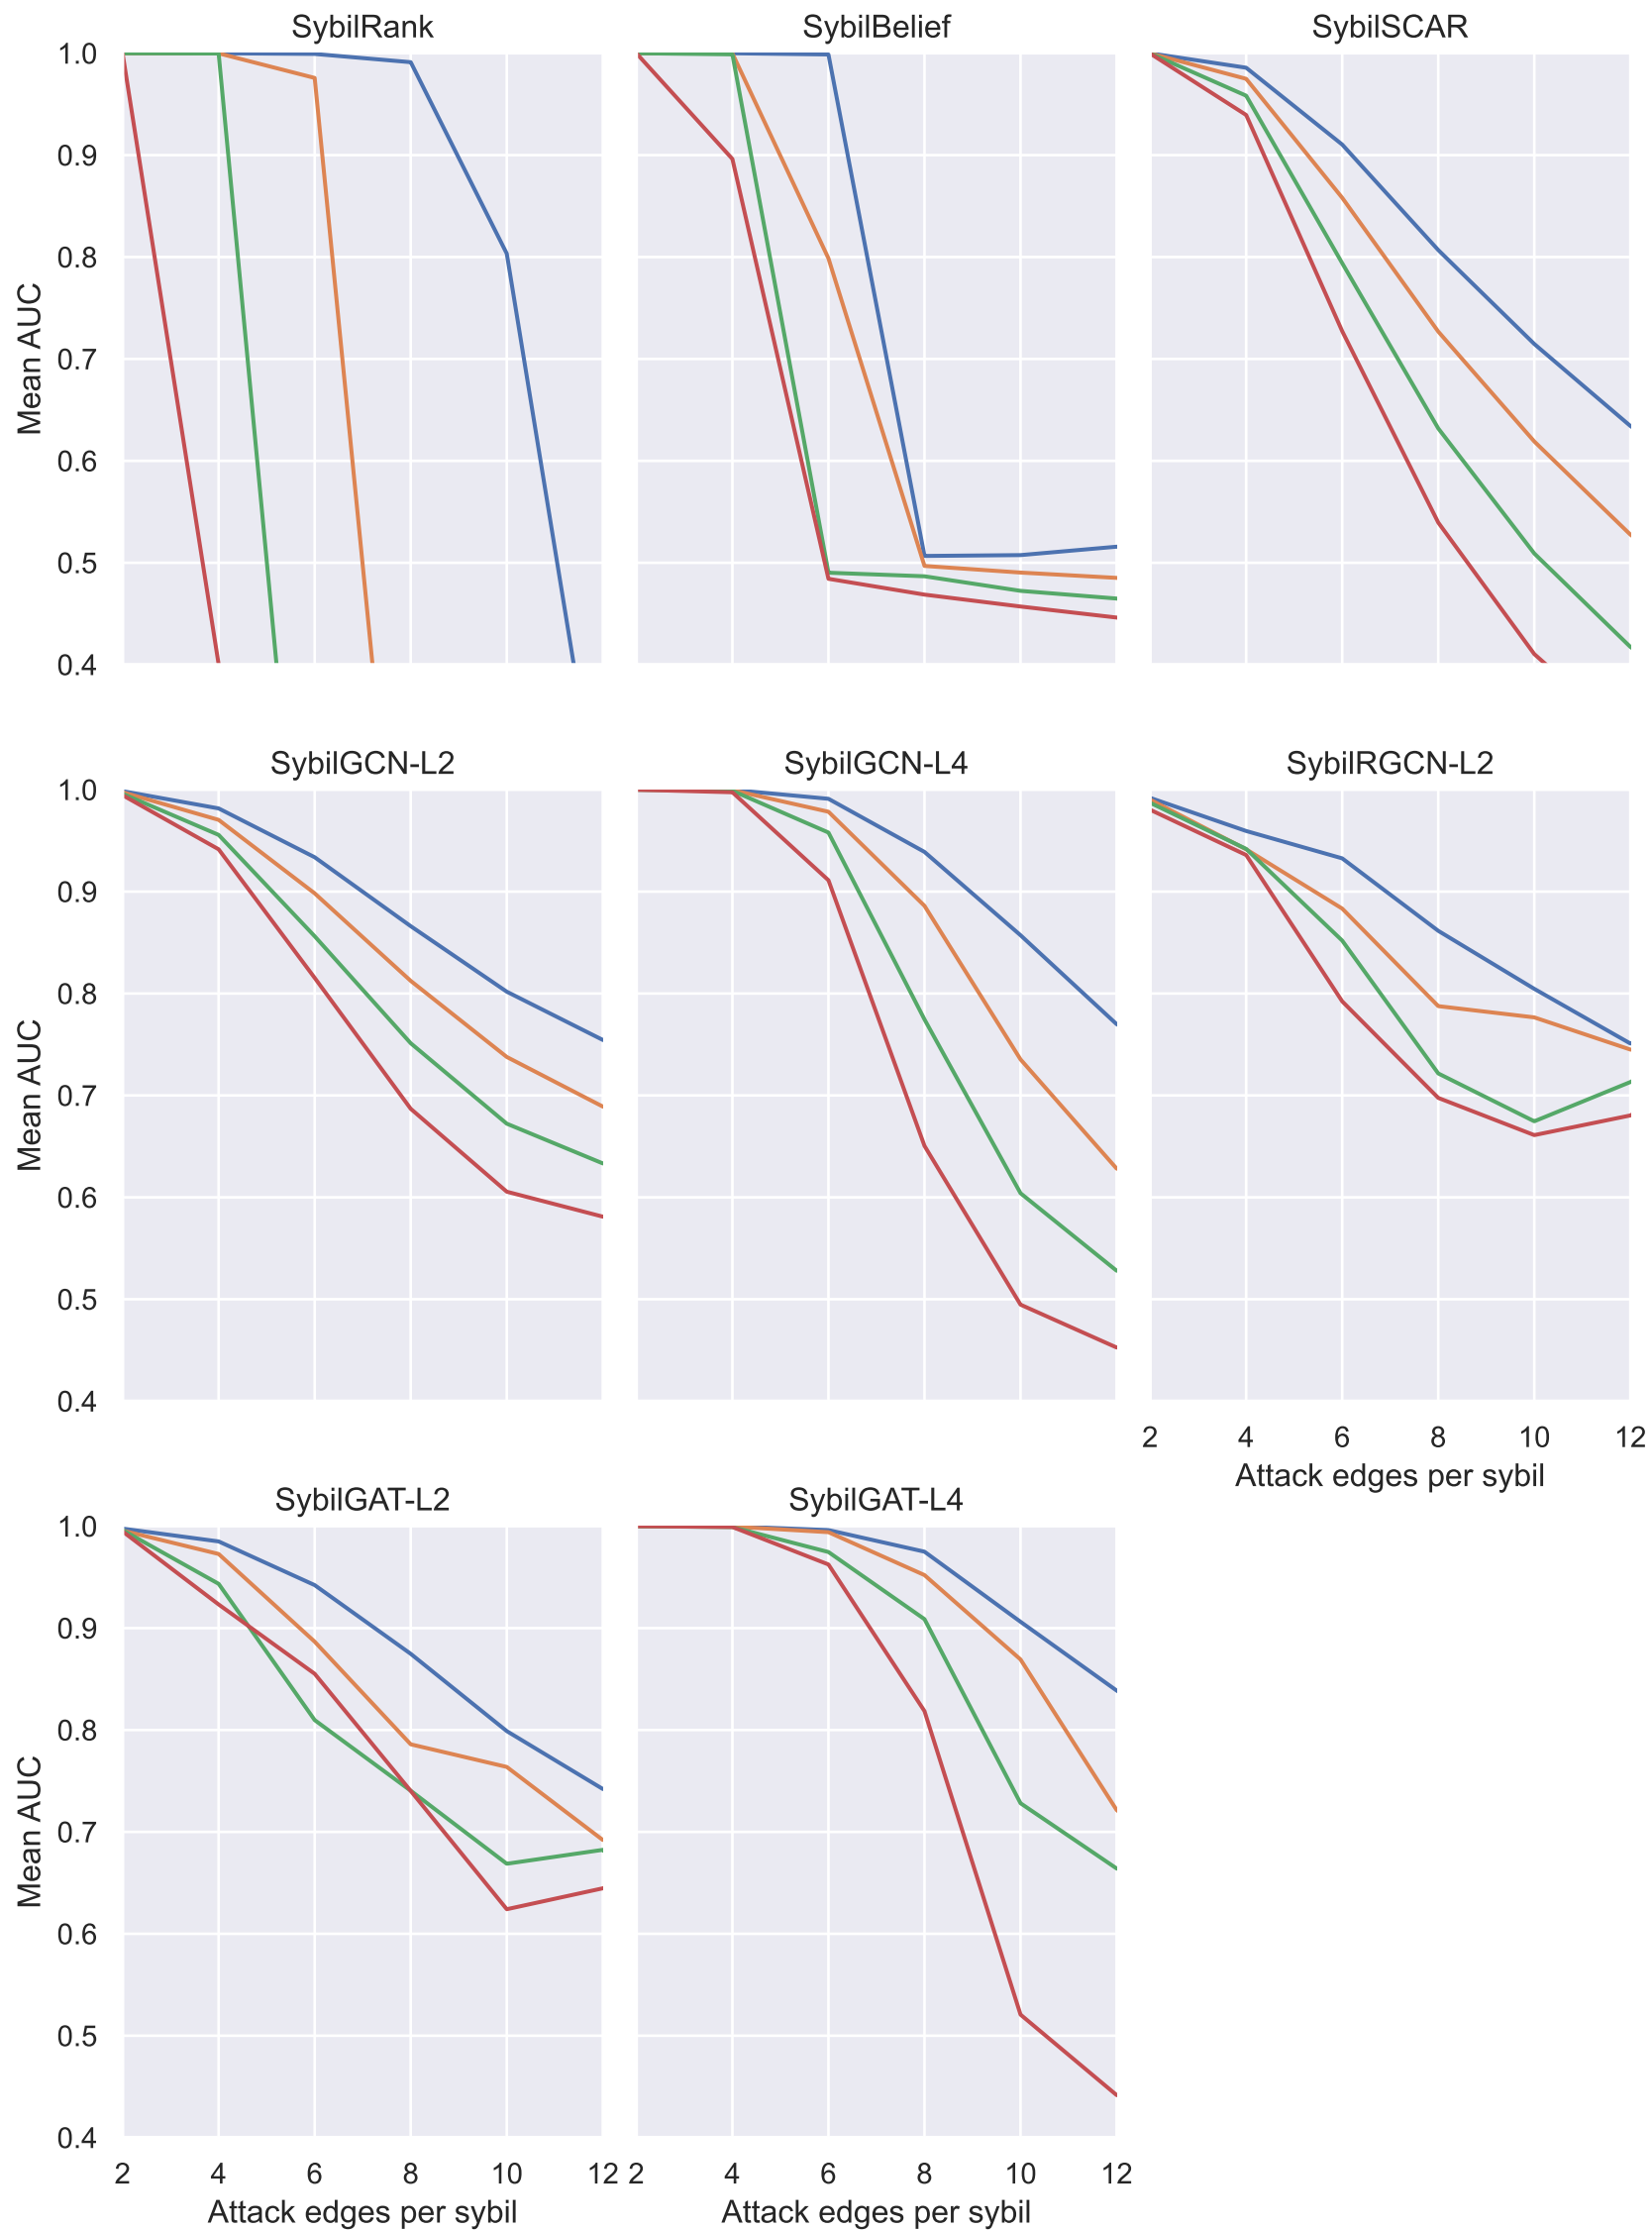 SybilRank SybilBelief SybilSCAR
1.0
0.9
0.8
0.7
0.6
0.5
0.4
Mean AUC
SybilGCN-L2 SybilGCN-L4 SybilRGCN-L2
1.0
0.9
0.8
0.7
0.6
0.5
0.4
Mean AUC
2 4 6 8 10 12
Attack edges per sybil
SybilGAT-L2 SybilGAT-L4
1.0
0.9
0.8
0.7
0.6
0.5
0.4
Mean AUC
2 4 6 8 10 12 2 4 6 8 10 12
Attack edges per sybil Attack edges per sybil